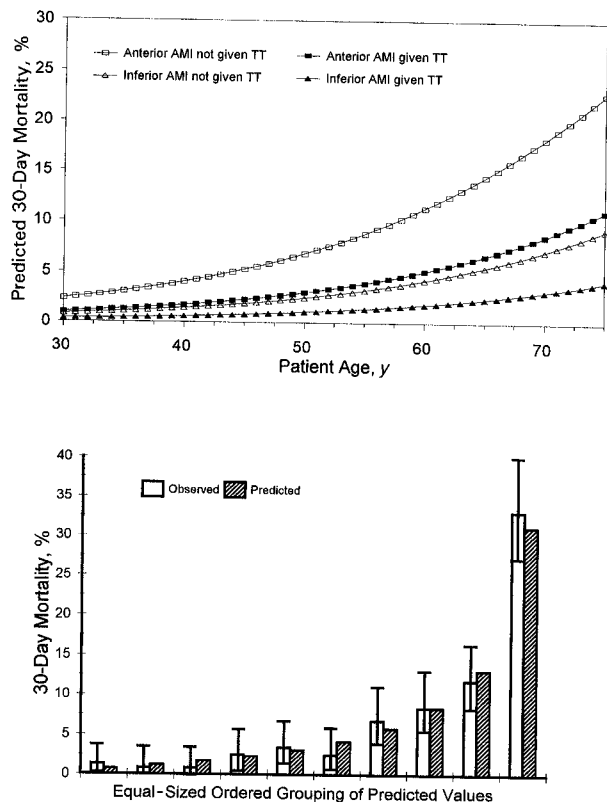 Predicted 30-Day Mortality, %
30
25
20
15
10
5
0
Anterior AMI not given TT
Anterior AMI given TT
Inferior AMI not given TT
Inferior AMI given TT
30 40 50 60 70
Patient Age, y
30-Day Mortality, %
40
35
30
25
20
15
10
5
0
Observed Predicted
Equal-Sized Ordered Grouping of Predicted Values